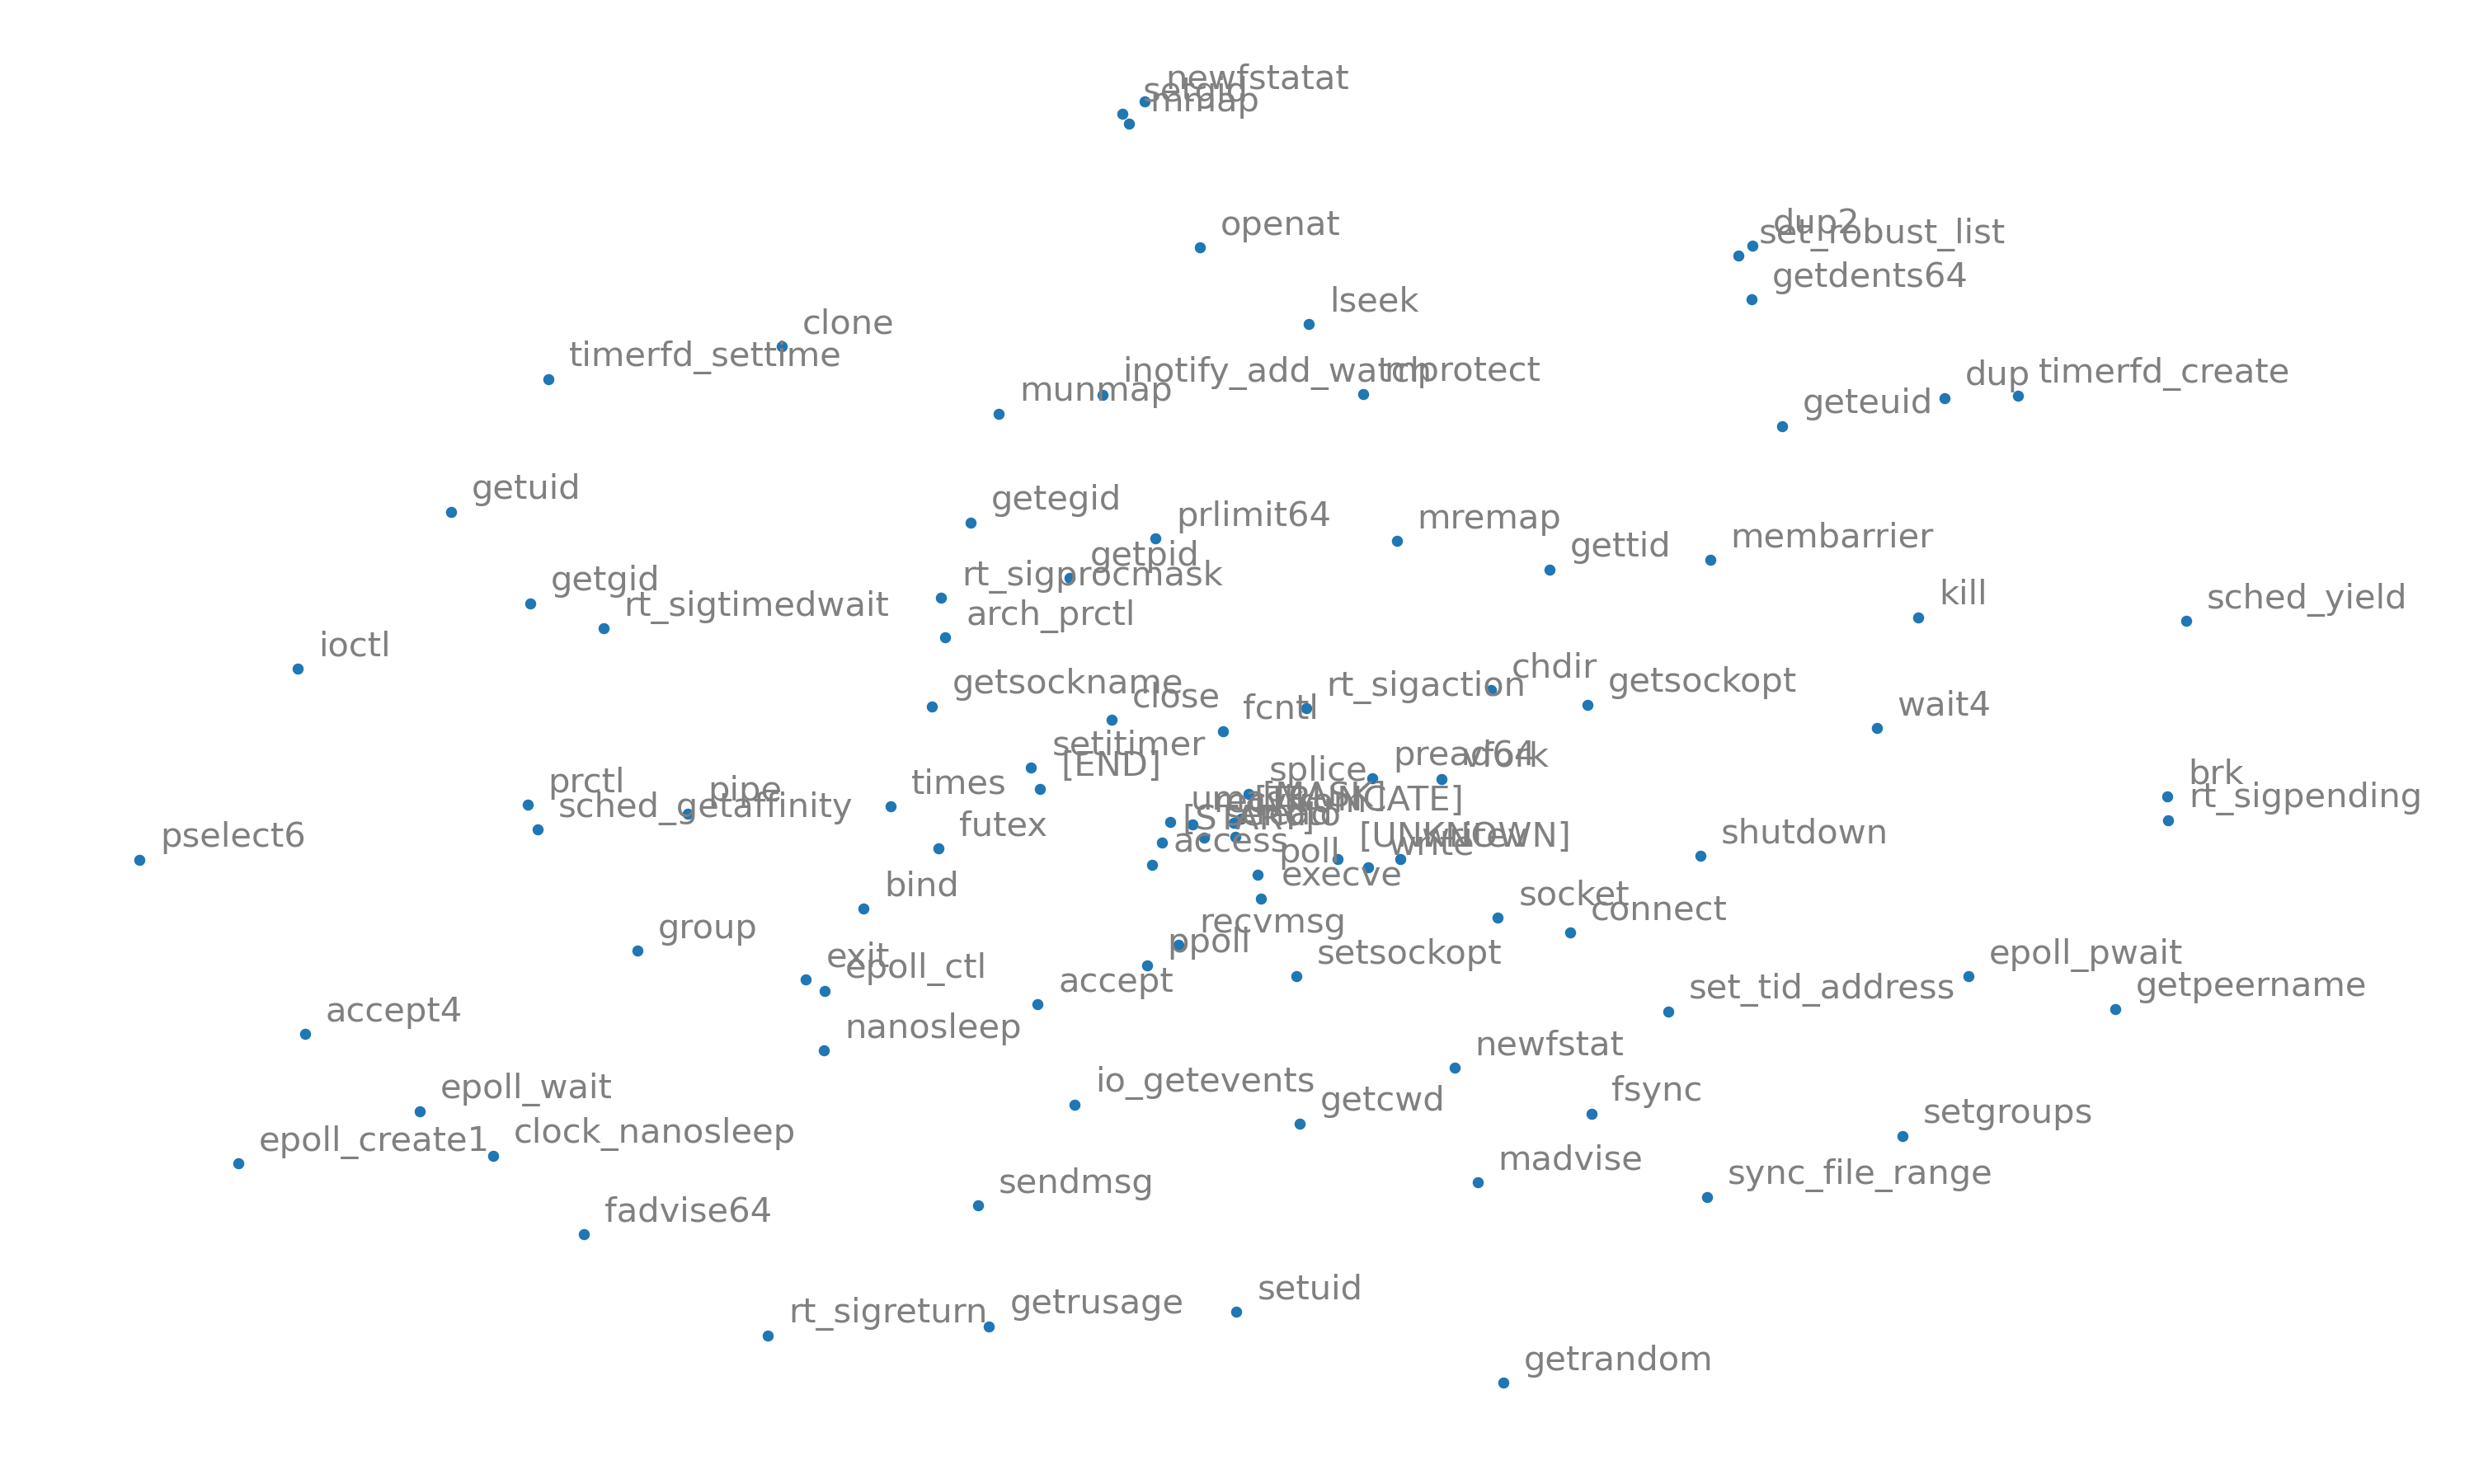 newfstatat
setgid
mmap
openat
dup2
set_robust_list
getdents64
lseek
clone
timerfd_settime
inotify_add_watch
mprotect
munmap
dup
timerfd_create
geteuid
getuid
getegid
prlimit64
mremap
gettid
membarrier
getpid
getgid
rt_sigprocmask
rt_sigtimedwait
arch_prctl
kill
sched_yield
ioctl
getsockname
close
fcntl
rt_sigaction
chdir
getsockopt
wait4
setitimer
[END]
pread64
vfork
splice
prctl
pipe
sched_getaffinity
times
[MASK]
[TRUNCATE]
brk
rt_sigpending
[START]
futex
access
[UNKNOWN]
write
shutdown
pselect6
poll
execve
bind
socket
connect
recvmsg
ppoll
group
exit
epoll_ctl
setsockopt
epoll_pwait
getpeername
accept
set_tid_address
accept4
nanosleep
newfstat
io_getevents
getcwd
fsync
epoll_wait
setgroups
epoll_create1
clock_nanosleep
madvise
sync_file_range
sendmsg
fadvise64
setuid
rt_sigreturn
getrusage
getrandom